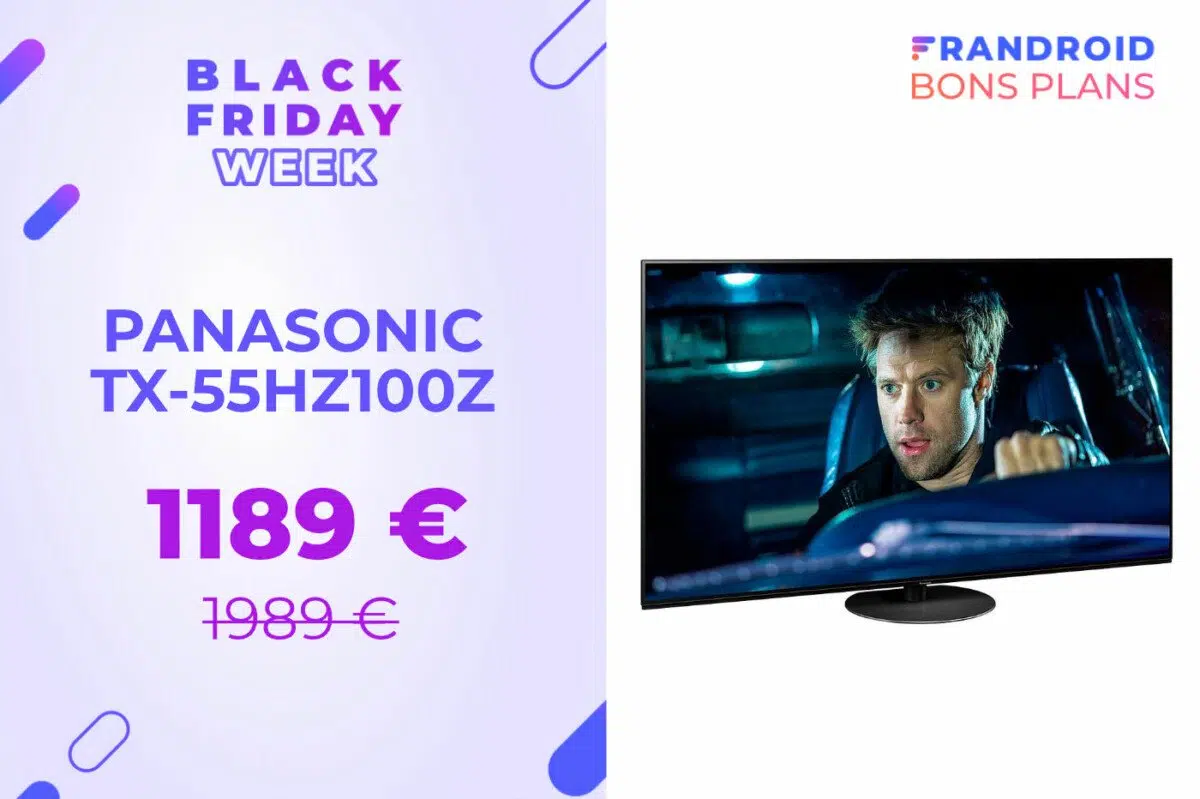 BLACK
FRIDAY
WEEK
FRANDROID
BONS PLANS
PANASONIC
TX-55HZ100Z
1189 €
1989 €